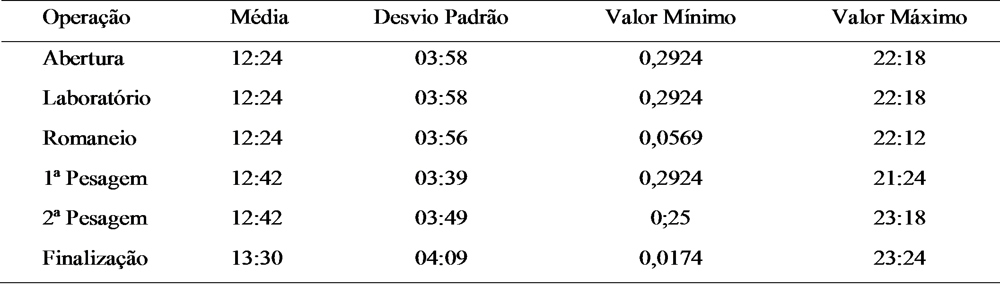 Operação Média Desvio Padrão Valor Mínimo Valor Máximo
Abertura 12:24 03:58 0,2924 22:18
Laboratório 12:24 03:58 0,2924 22:18
Romaneio 12:24 03:56 0,0569 22:12
1ª Pesagem 12:42 03:39 0,2924 21:24
2ª Pesagem 12:42 03:49 0;25 23:18
Finalização 13:30 04:09 0,0174 23:24